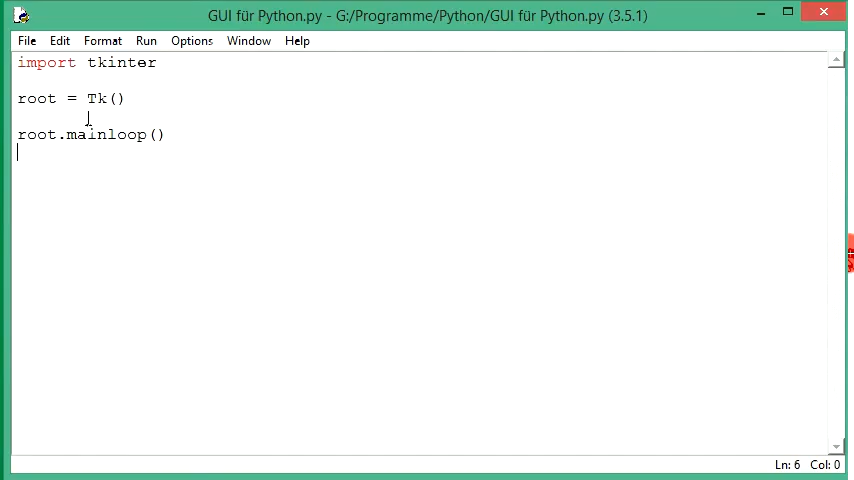 GUI für Python.py - G:/Programme/Python/GUI für Python.py (3.5.1)
File Edit Format Run Options Window Help
import tkinter
root = Tk()
root.mainloop()
Ln: 6 Col: 0